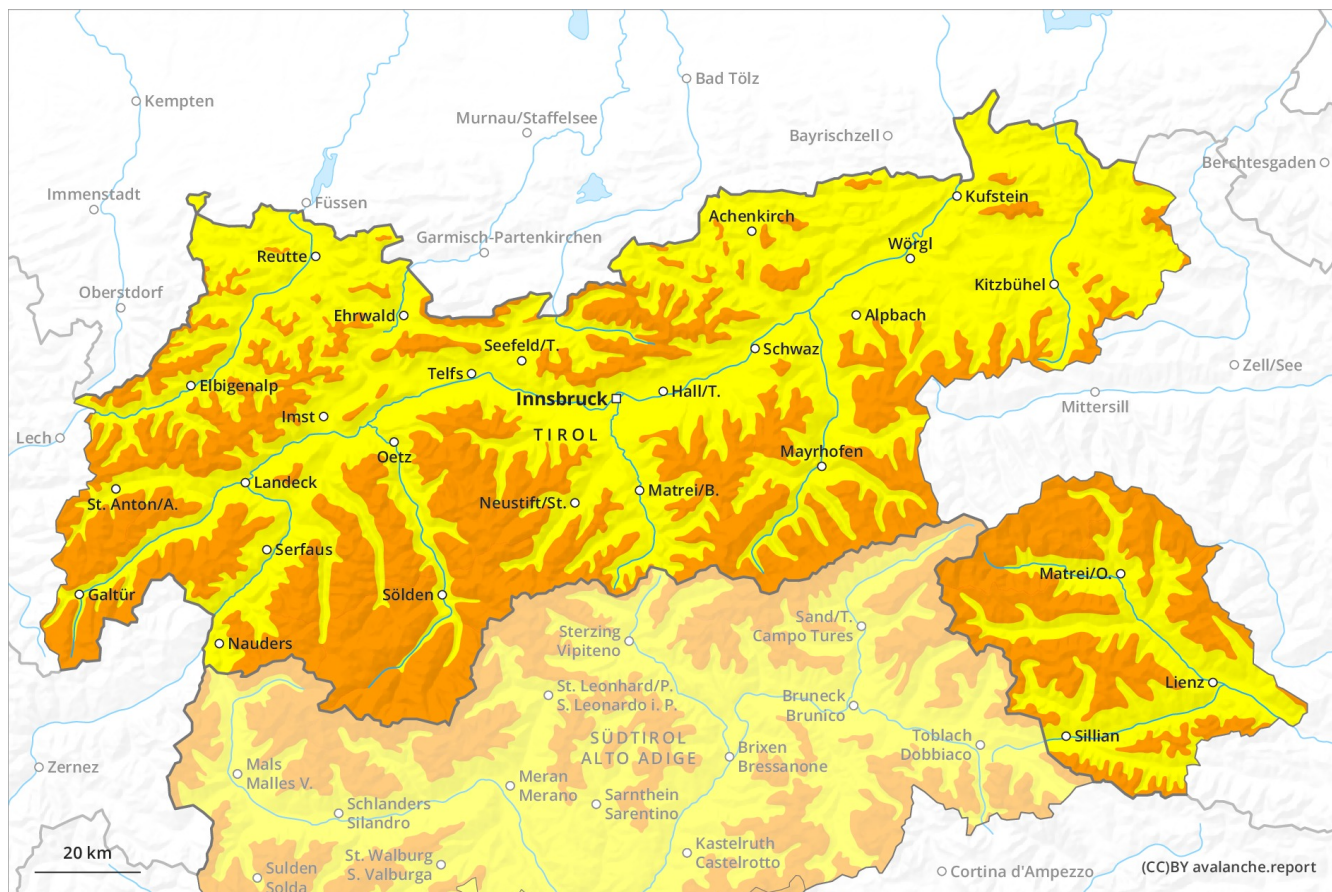 Kempten
Bad Tölz
Murnau/Staffelsee
Bayrischzell
Berchtesgaden
Immenstadt
Füssen
Kufstein
Achenkirch
Garmisch-Partenkirchen
Reutte
Wörgl
Oberstdorf
Kitzbühel
Ehrwald
Alpbach
Seefeld/T.
Schwaz
Zell/See
Telfs
Elbigenalp
Hall/T.
Innsbruck
Mittersill
Imst
TIROL
Lech
Oetz
Mayrhofen
Landeck
Matrei/B.
St. Anton/A.
Neustift/St.
Serfaus
Matrei/O.
Galtür
Sölden
Sand/T.
Campo Tures
Sterzing
Vipiteno
Nauders
Lienz
St. Leonhard/P.
S. Leonardo i. P.
Bruneck
Brunico
Sillian
SÜDTIROL
ALTO ADIGE
Toblach
Dobbiaco
Brixen
Bressanone
Zernez
Mals
Malles V.
Meran
Merano
Sarnthein
Sarentino
Schlanders
Silandro
20 km
Kastelruth
Castelrotto
St. Walburg
S. Valburga
Sulden
Solda
Cortina d'Ampezzo
(CC)BY avalanche.report